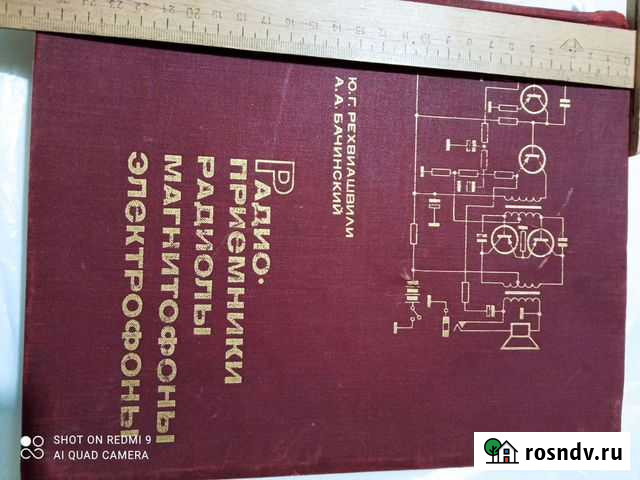 Ю. Г. РЕХВИАШВИЛИ
А. А. БАЧИНСКИЙ
РАДИО-
ПРИЕМНИКИ
РАДИОЛЫ
МАГНИТОФОНЫ
ЭЛЕКТРОФОНЫ
SHOT ON REDMI 9
AI QUAD CAMERA
rosndv.ru